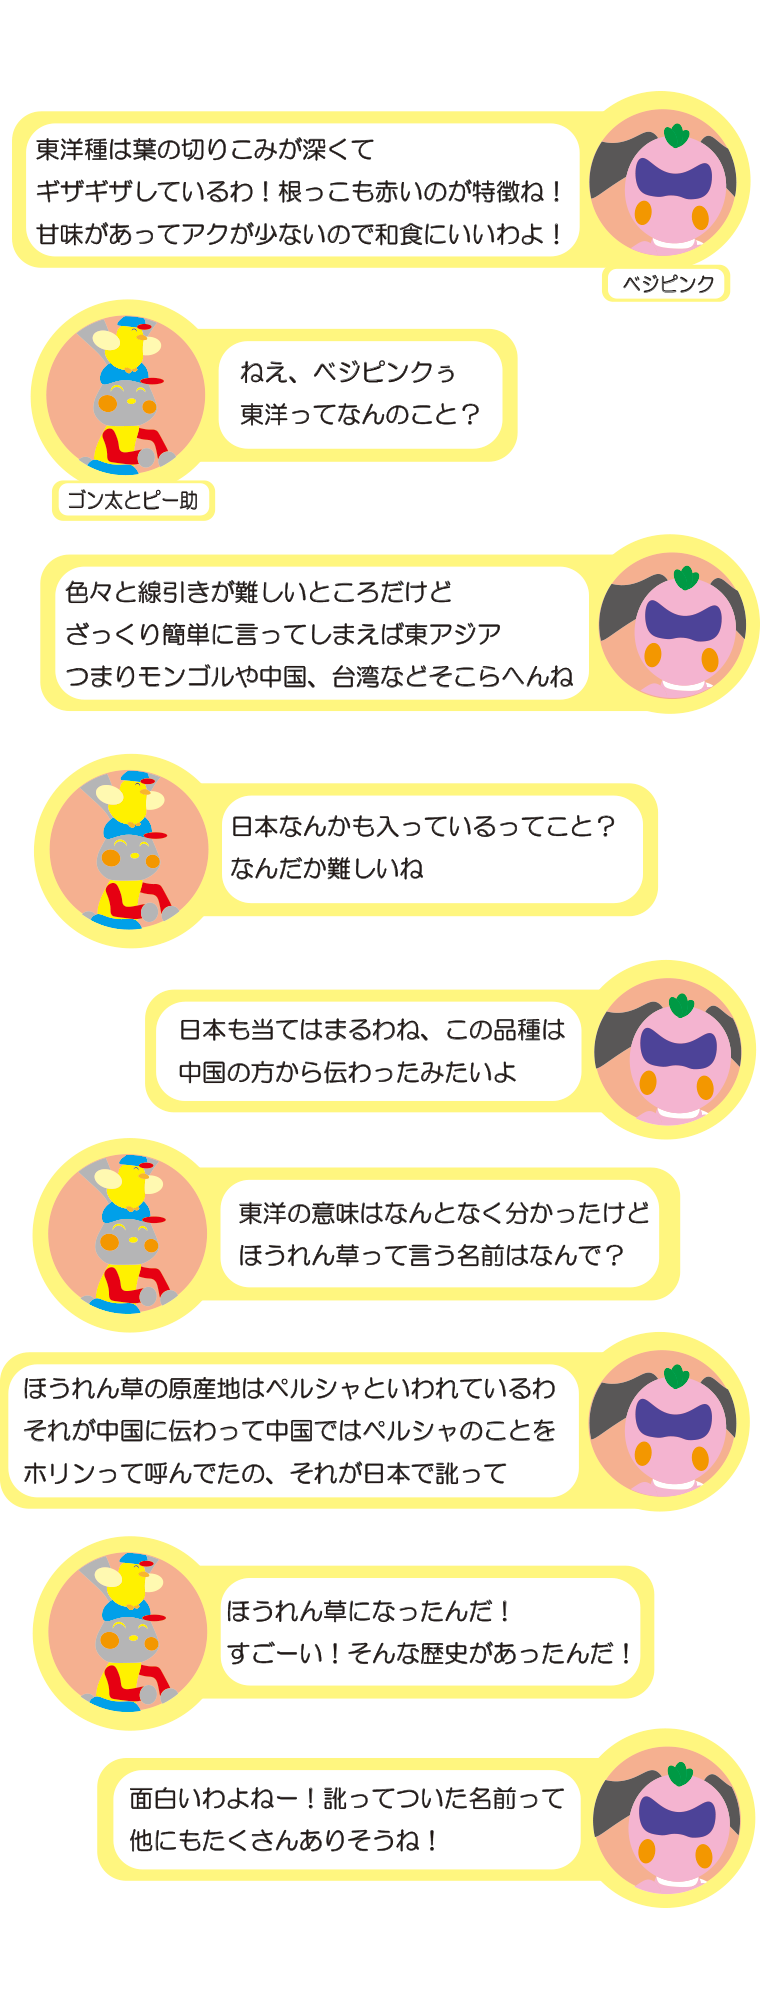 東洋種は葉の切りこみが深くて
ギザギザしているわ！根っこも赤いのが特徴ね！
甘味があってアクが少ないので和食にいいわよ！
ベジピンク
ねえ、ベジピンクぅ
東洋ってなんのこと？
ゴン太とピー助
色々と線引きが難しいところだけど
ざっくり簡単に言ってしまえば東アジア
つまりモンゴルや中国、台湾などそこらへんね
日本なんかも入っているってこと？
なんだか難しいね
日本も当てはまるわね、この品種は
中国の方から伝わったみたいよ
東洋の意味はなんとなく分かったけど
ほうれん草って言う名前はなんで？
ほうれん草の原産地はペルシャといわれているわ
それが中国に伝わって中国ではペルシャのことを
ホリンって呼んでたの、それが日本で訛って
ほうれん草になったんだ！
すごーい！そんな歴史があったんだ！
面白いわよねー！訛ってついた名前って
他にもたくさんありそうね！